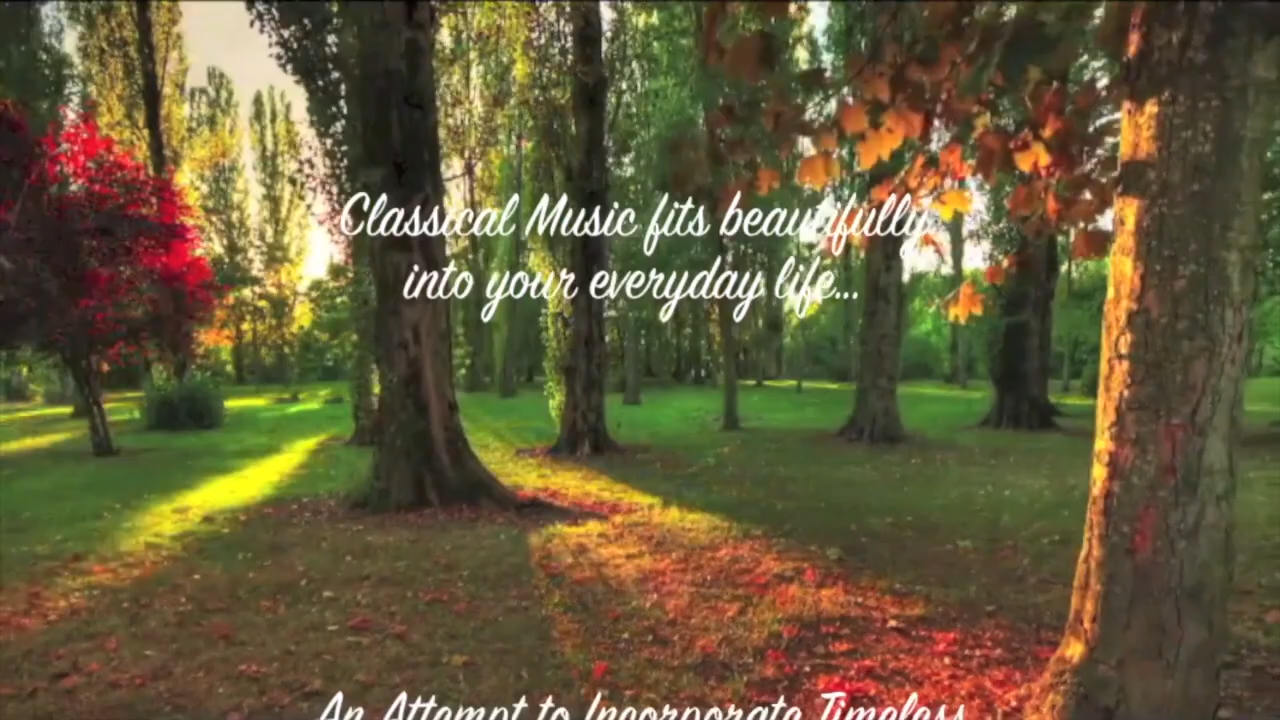 Classical Music fits beautifully
into your everyday life...
An Attempt to Incorporate Timeless